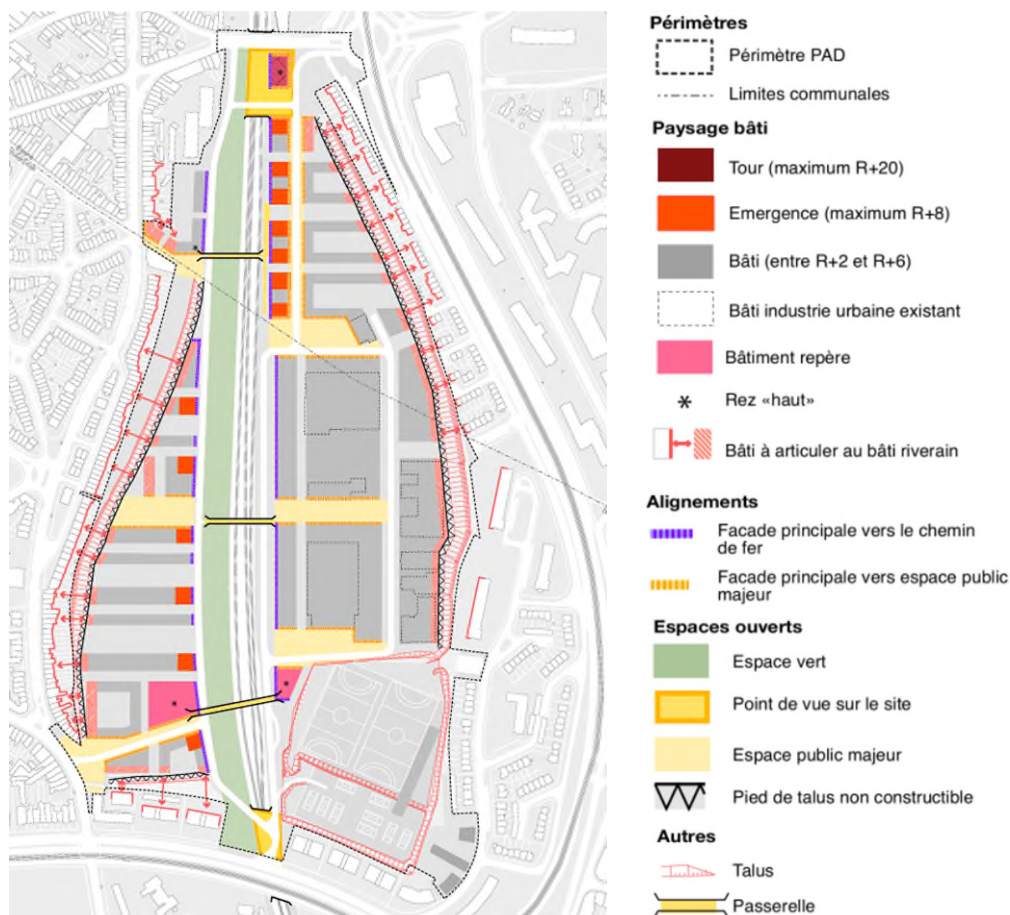 Périmètres
Périmètre PAD
Limites communales
Paysage bâti
Tour (maximum R+20)
Emergence (maximum R+8)
Bâti (entre R+2 et R+6)
Bâti industrie urbaine existant
Bâtiment repère
Rez «haut»
Bâti à articuler au bâti riverain
Alignements
Facade principale vers le chemin
de fer
Facade principale vers espace public
majeur
Espaces ouverts
Espace vert
Point de vue sur le site
Espace public majeur
Pied de talus non constructible
Autres
Talus
Passerelle